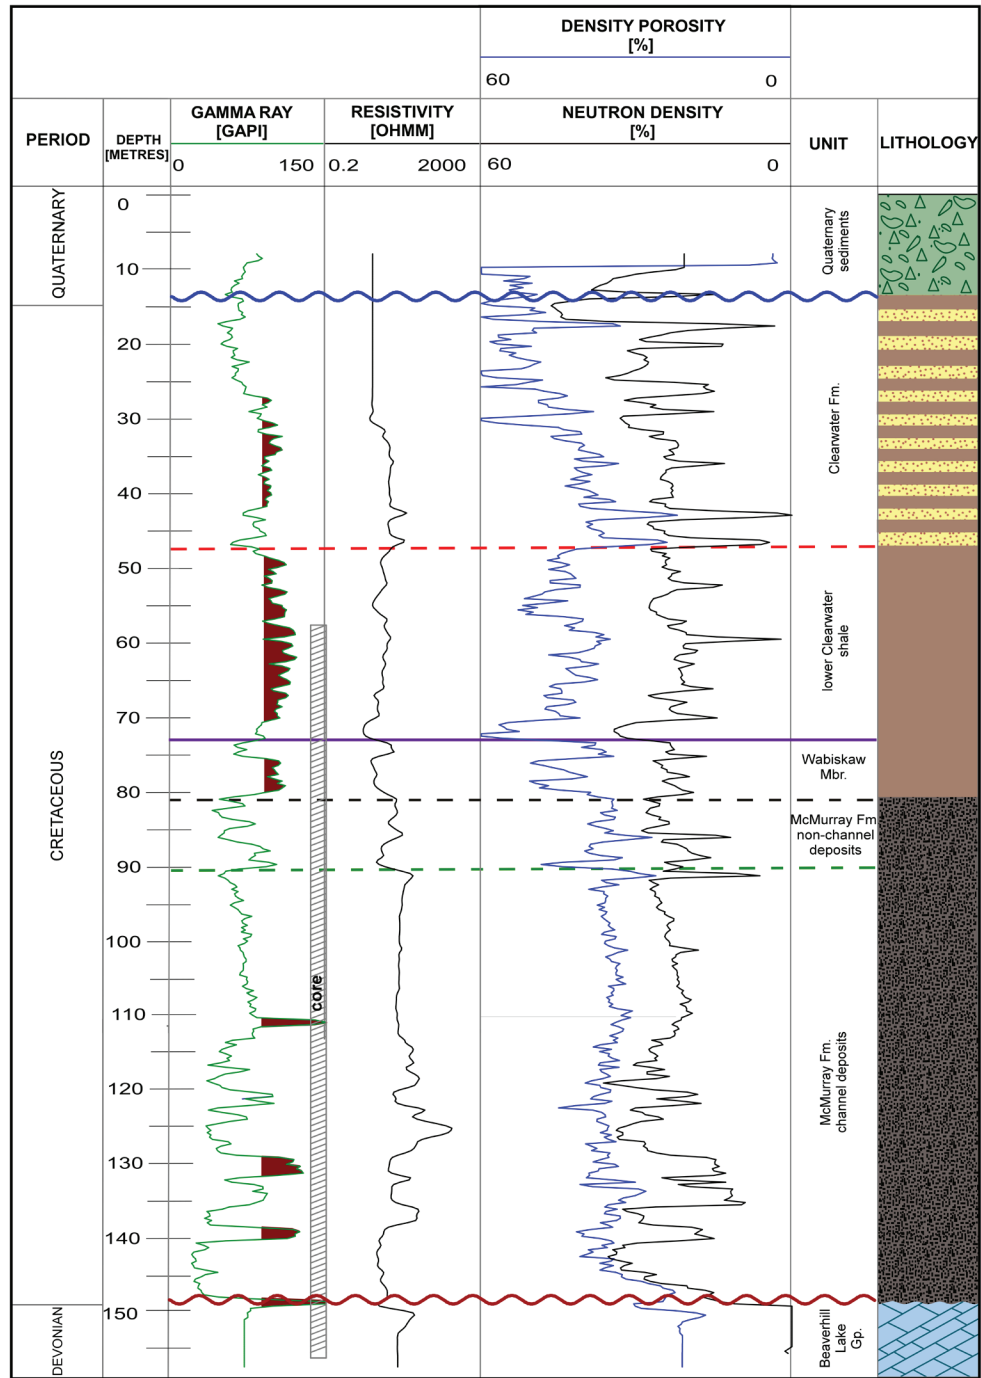 DENSITY POROSITY
[%]
60 0
PERIOD
DEPTH
[METRES]
GAMMA RAY
[GAPI]
0 150
RESISTIVITY
[OHMM]
0.2 2000
NEUTRON DENSITY
[%]
60 0
UNIT
LITHOLOGY
QUATERNARY
CRETACEOUS
DEVONIAN
0
10
20
30
40
50
60
70
80
90
100
110
120
130
140
150
core
Quaternary
sediments
Clearwater Fm.
lower Clearwater
shale
Wabiskaw
Mbr.
McMurray Fm
non-channel
deposits
McMurray Fm.
channel deposits
Beaverhill
Lake
Gp.